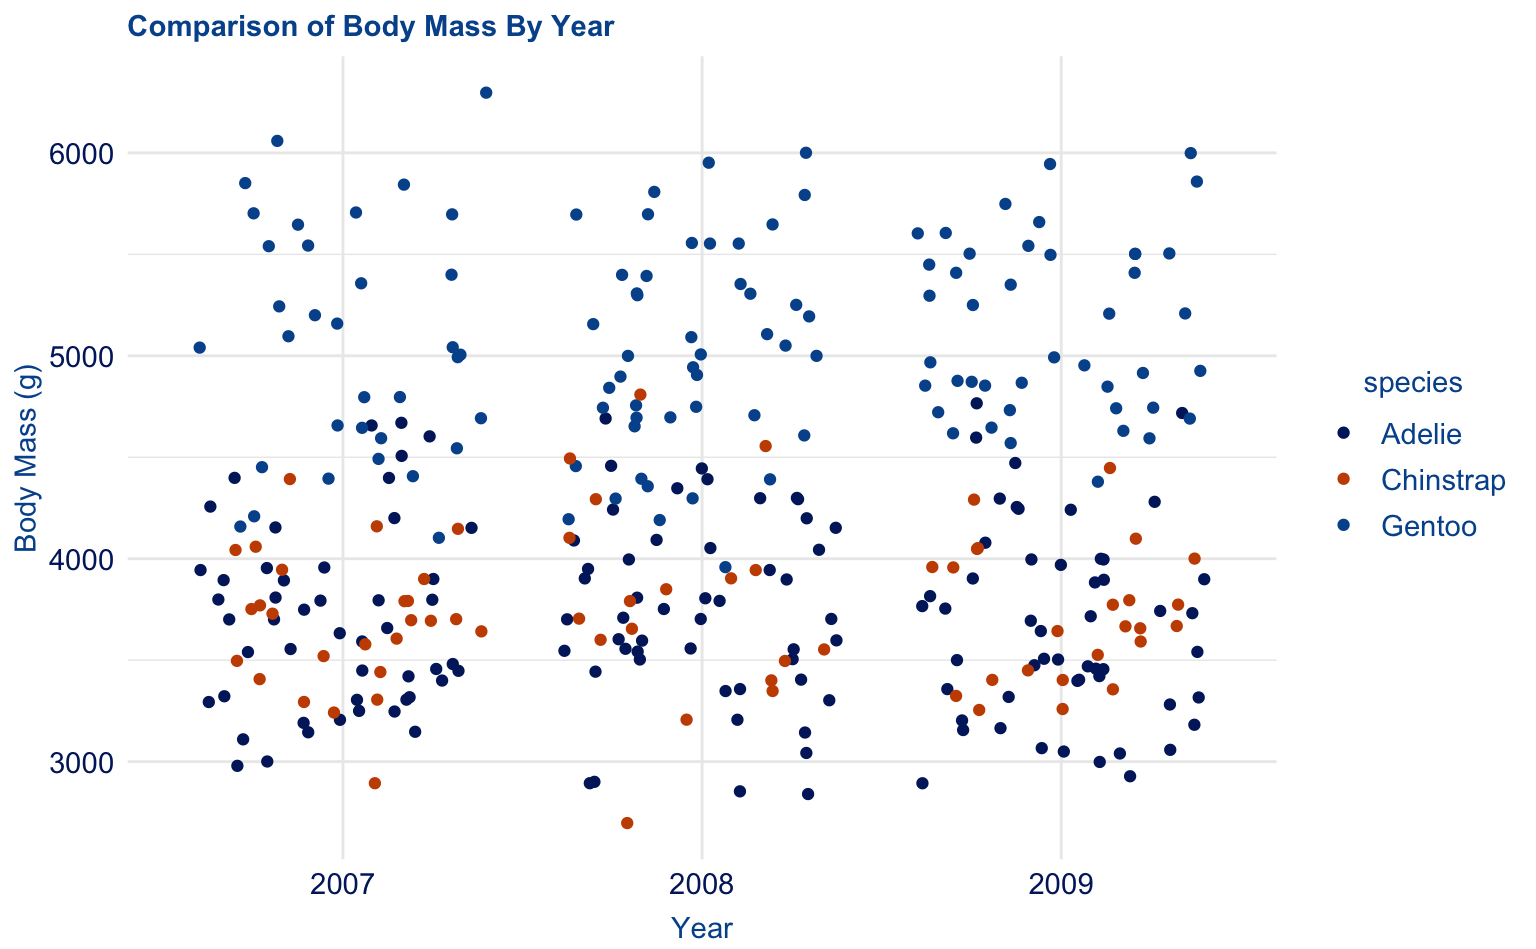 Comparison of Body Mass By Year
Body Mass (g)
6000
5000
4000
3000
2007
2008
2009
Year
species
Adelie
Chinstrap
Gentoo